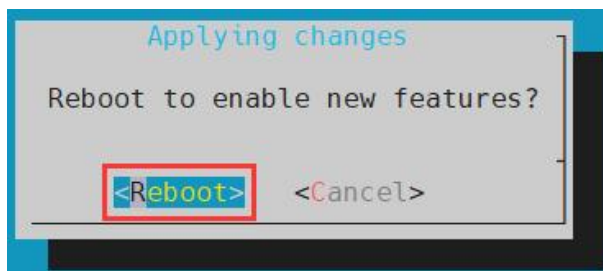 Applying changes
Reboot to enable new features?
<Reboot> <Cancel>